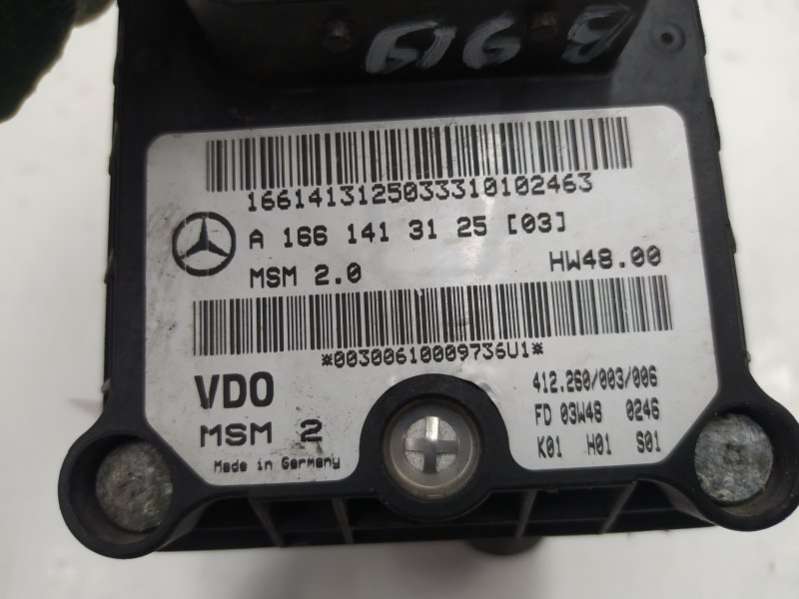 1661413125033310102463
A 166 141 31 25 [03]
MSM 2.0 HW48.00
*00300610009736U1*
VDO
412.260/003/006
MSM 2
FD 03W48 0246
Made in Germany
K01 H01 S01